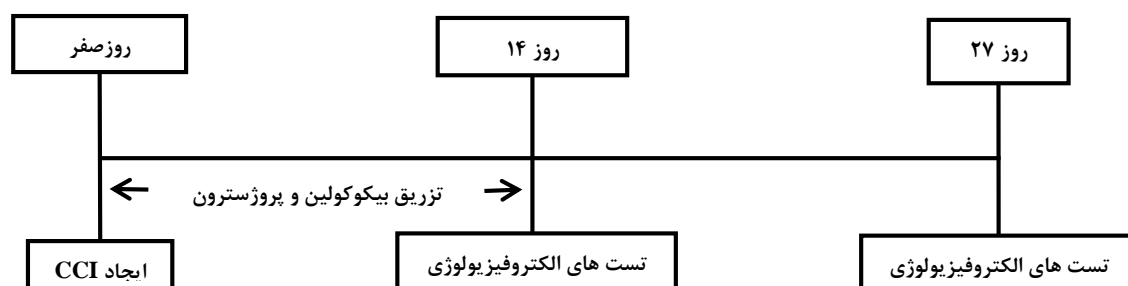 روزصفر
روز ۱۴
روز ۲۷
تزریق بیکوکولین و پروژسترون
ایجاد CCI
تست های الکتروفیزیولوژی
تست های الکتروفیزیولوژی